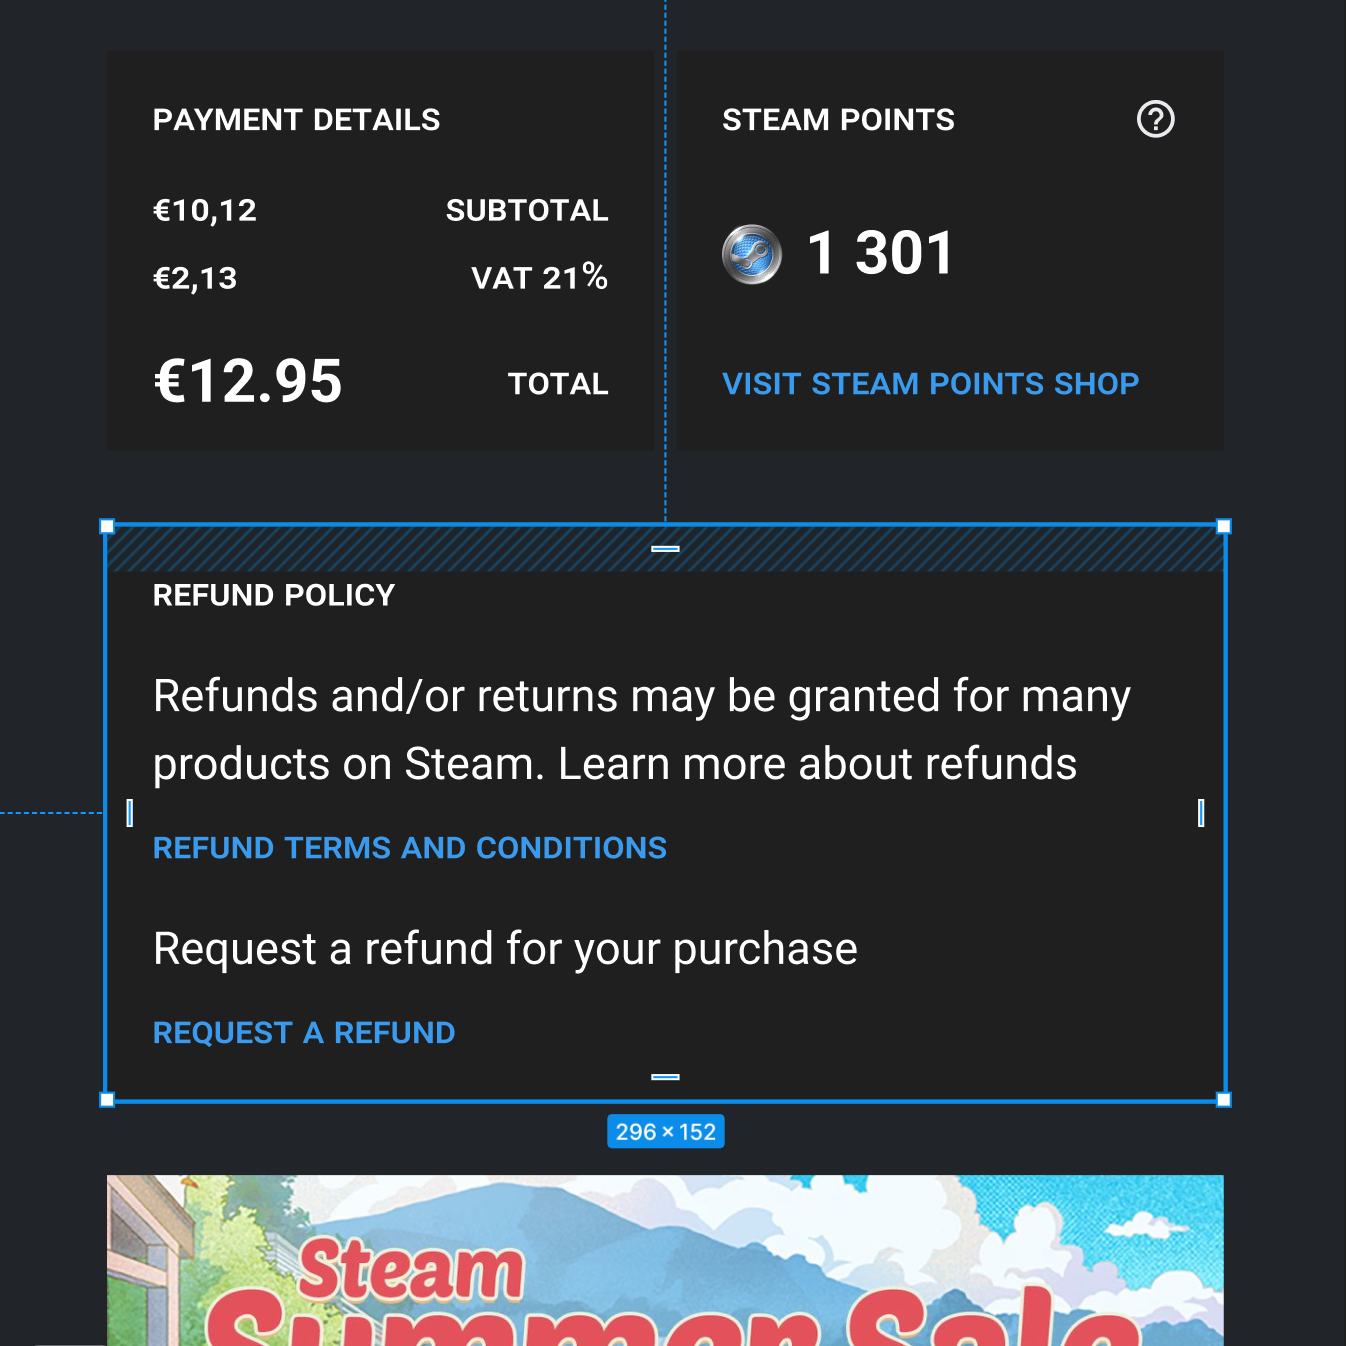 PAYMENT DETAILS
€10,12 SUBTOTAL
€2,13 VAT 21%
€12.95 TOTAL
STEAM POINTS
1 301
VISIT STEAM POINTS SHOP
REFUND POLICY
Refunds and/or returns may be granted for many
products on Steam. Learn more about refunds
REFUND TERMS AND CONDITIONS
Request a refund for your purchase
REQUEST A REFUND
296 × 152
Steam
Summer Sale